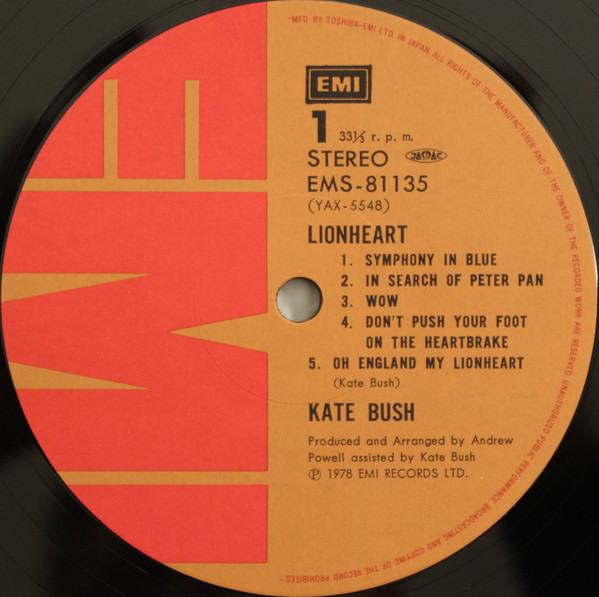 "MFD. BY TOSHIBA-EMI LTD. IN JAPAN. ALL RIGHTS OF THE MANUFACTURER AND OF THE OWNER OF THE RECORDED WORK ARE RESERVED. UNAUTHORIZED PUBLIC PERFORMANCE, BROADCASTING AND COPYING OF THE RECORD PROHIBITED"
EMI
EMI
1 33⅓ r. p. m.
STEREO JASRAC
EMS-81135
(YAX-5548)
LIONHEART
1. SYMPHONY IN BLUE
2. IN SEARCH OF PETER PAN
3. WOW
4. DON'T PUSH YOUR FOOT
ON THE HEARTBRAKE
5. OH ENGLAND MY LIONHEART
(Kate Bush)
KATE BUSH
Produced and Arranged by Andrew
Powell assisted by Kate Bush
℗ 1978 EMI RECORDS LTD.